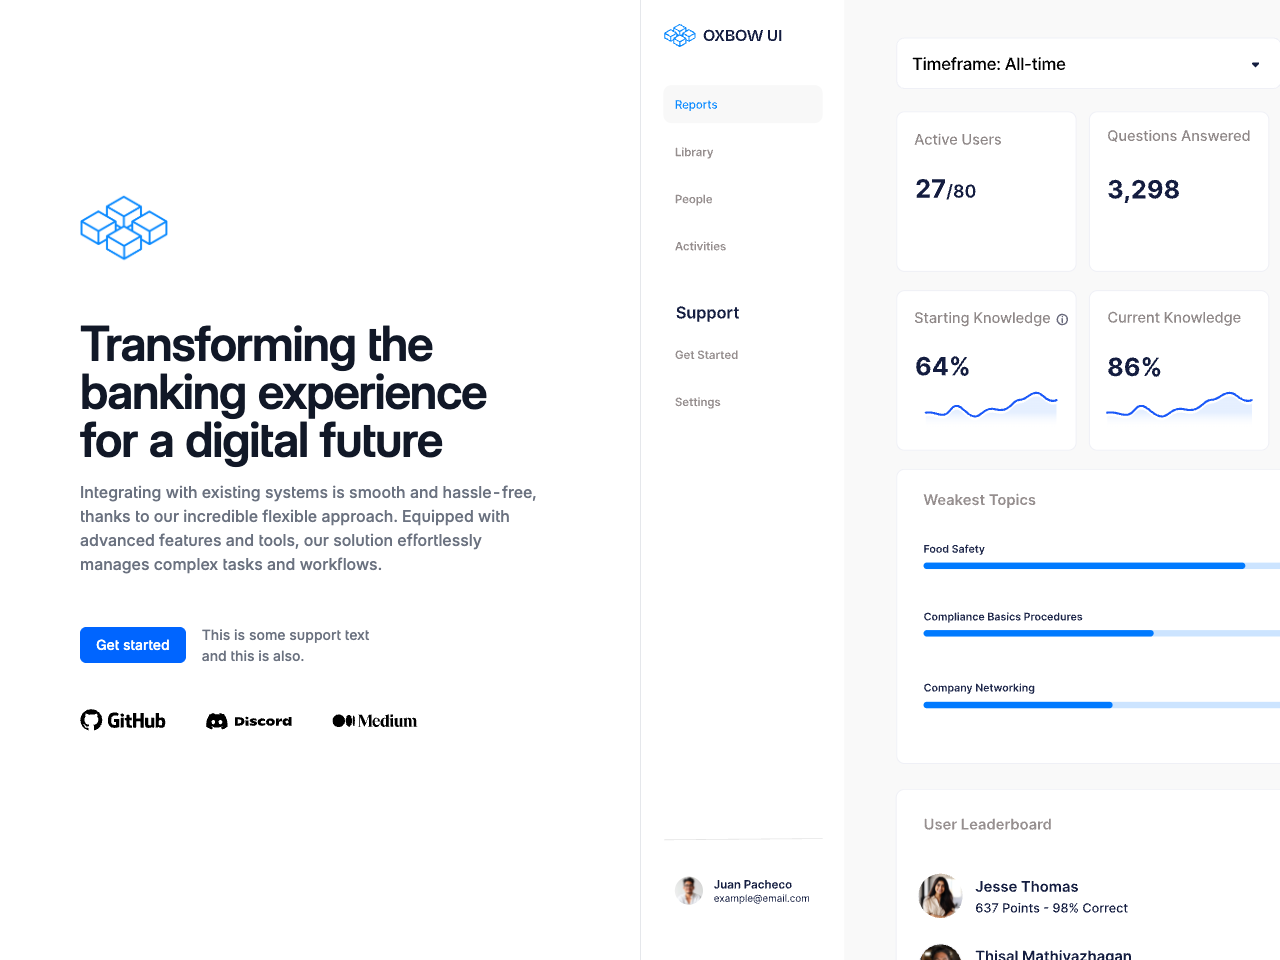 Transforming the
banking experience
for a digital future
Integrating with existing systems is smooth and hassle-free,
thanks to our incredible flexible approach. Equipped with
advanced features and tools, our solution effortlessly
manages complex tasks and workflows.
Get started
This is some support text
and this is also.
GitHub
Discord
Medium
OXBOW UI
Reports
Library
People
Activities
Support
Get Started
Settings
Juan Pacheco
example@email.com
Timeframe: All-time
Active Users
27/80
Questions Answered
3,298
Starting Knowledge
64%
Current Knowledge
86%
Weakest Topics
Food Safety
Compliance Basics Procedures
Company Networking
User Leaderboard
Jesse Thomas
637 Points - 98% Correct
Thisal Mathiyazhagan